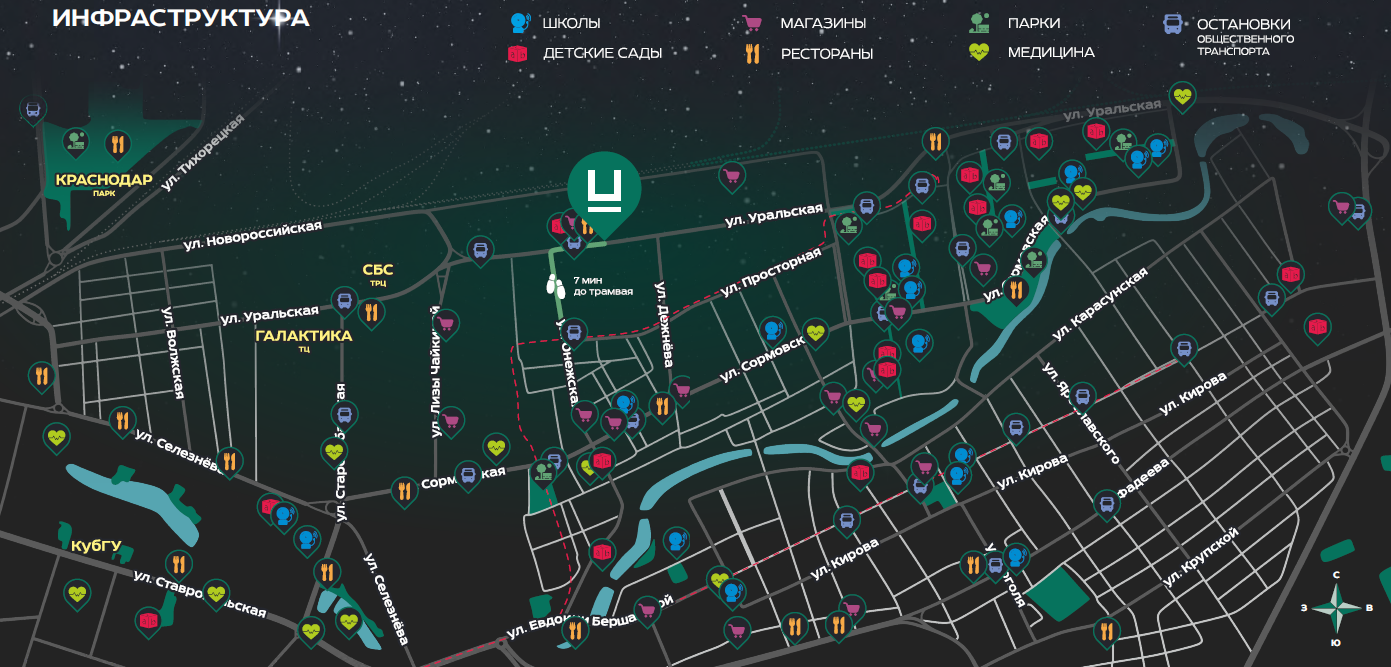 ИНФРАСТРУКТУРА
ШКОЛЫ
МАГАЗИНЫ
ПАРКИ
ОСТАНОВКИ
ОБЩЕСТВЕННОГО
ТРАНСПОРТА
ДЕТСКИЕ САДЫ
РЕСТОРАНЫ
МЕДИЦИНА
ул. Уральская
ул. Тихорецкая
КРАСНОДАР
ПАРК
ул. Новороссийская
ул. Уральская
СБС
ТРЦ
7 мин
до трамвая
ул. Просторная
ул. Дежнёва
ул. Карасунская
ул. Волжская
ул. Уральская
ГАЛАКТИКА
ТЦ
ул. Лизы Чайкиной
ул. Сормовск
ул. Кирова
ул. Селезнёва
ул. Кирова
ул. Фадеева
КубГУ
ул. Селезнёва
ул. Кирова
ул. Крупской
ул. Евдокии Берша
ой
С
З
В
Ю